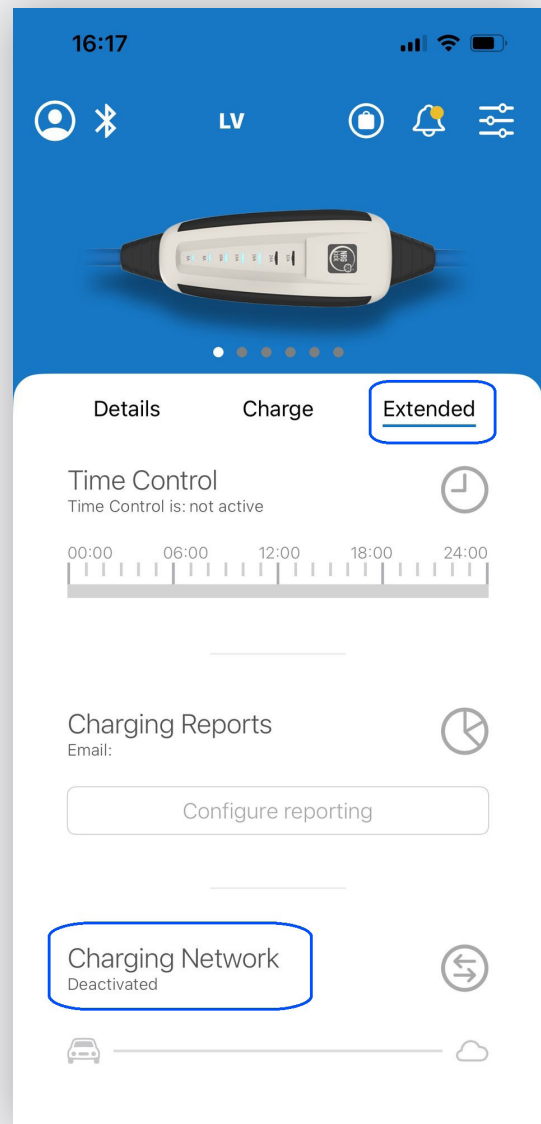 16:17
LV
Details Charge Extended
Time Control
Time Control is: not active
00:00 06:00 12:00 18:00 24:00
Charging Reports
Email:
Configure reporting
Charging Network
Deactivated